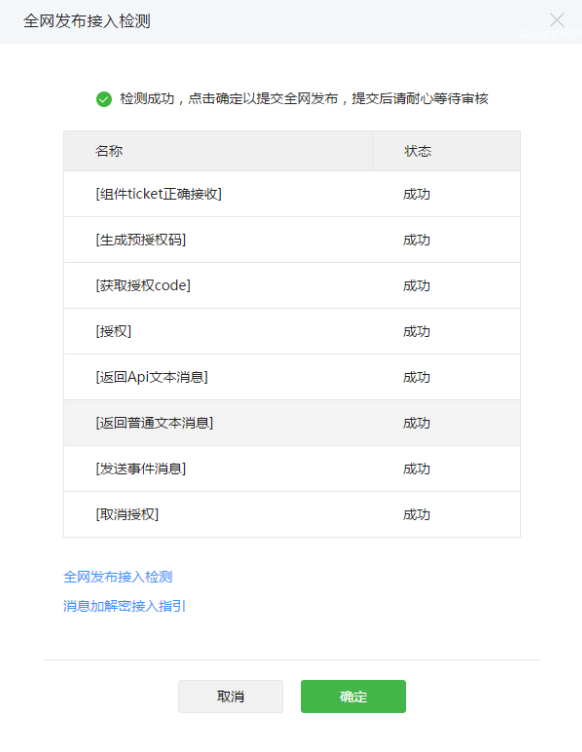 全网发布接入检测
检测成功，点击确定以提交全网发布，提交后请耐心等待审核
名称 状态
[组件ticket正确接收] 成功
[生成预授权码] 成功
[获取授权code] 成功
[授权] 成功
[返回Api文本消息] 成功
[返回普通文本消息] 成功
[发送事件消息] 成功
[取消授权] 成功
全网发布接入检测
消息加解密接入指引
取消 确定